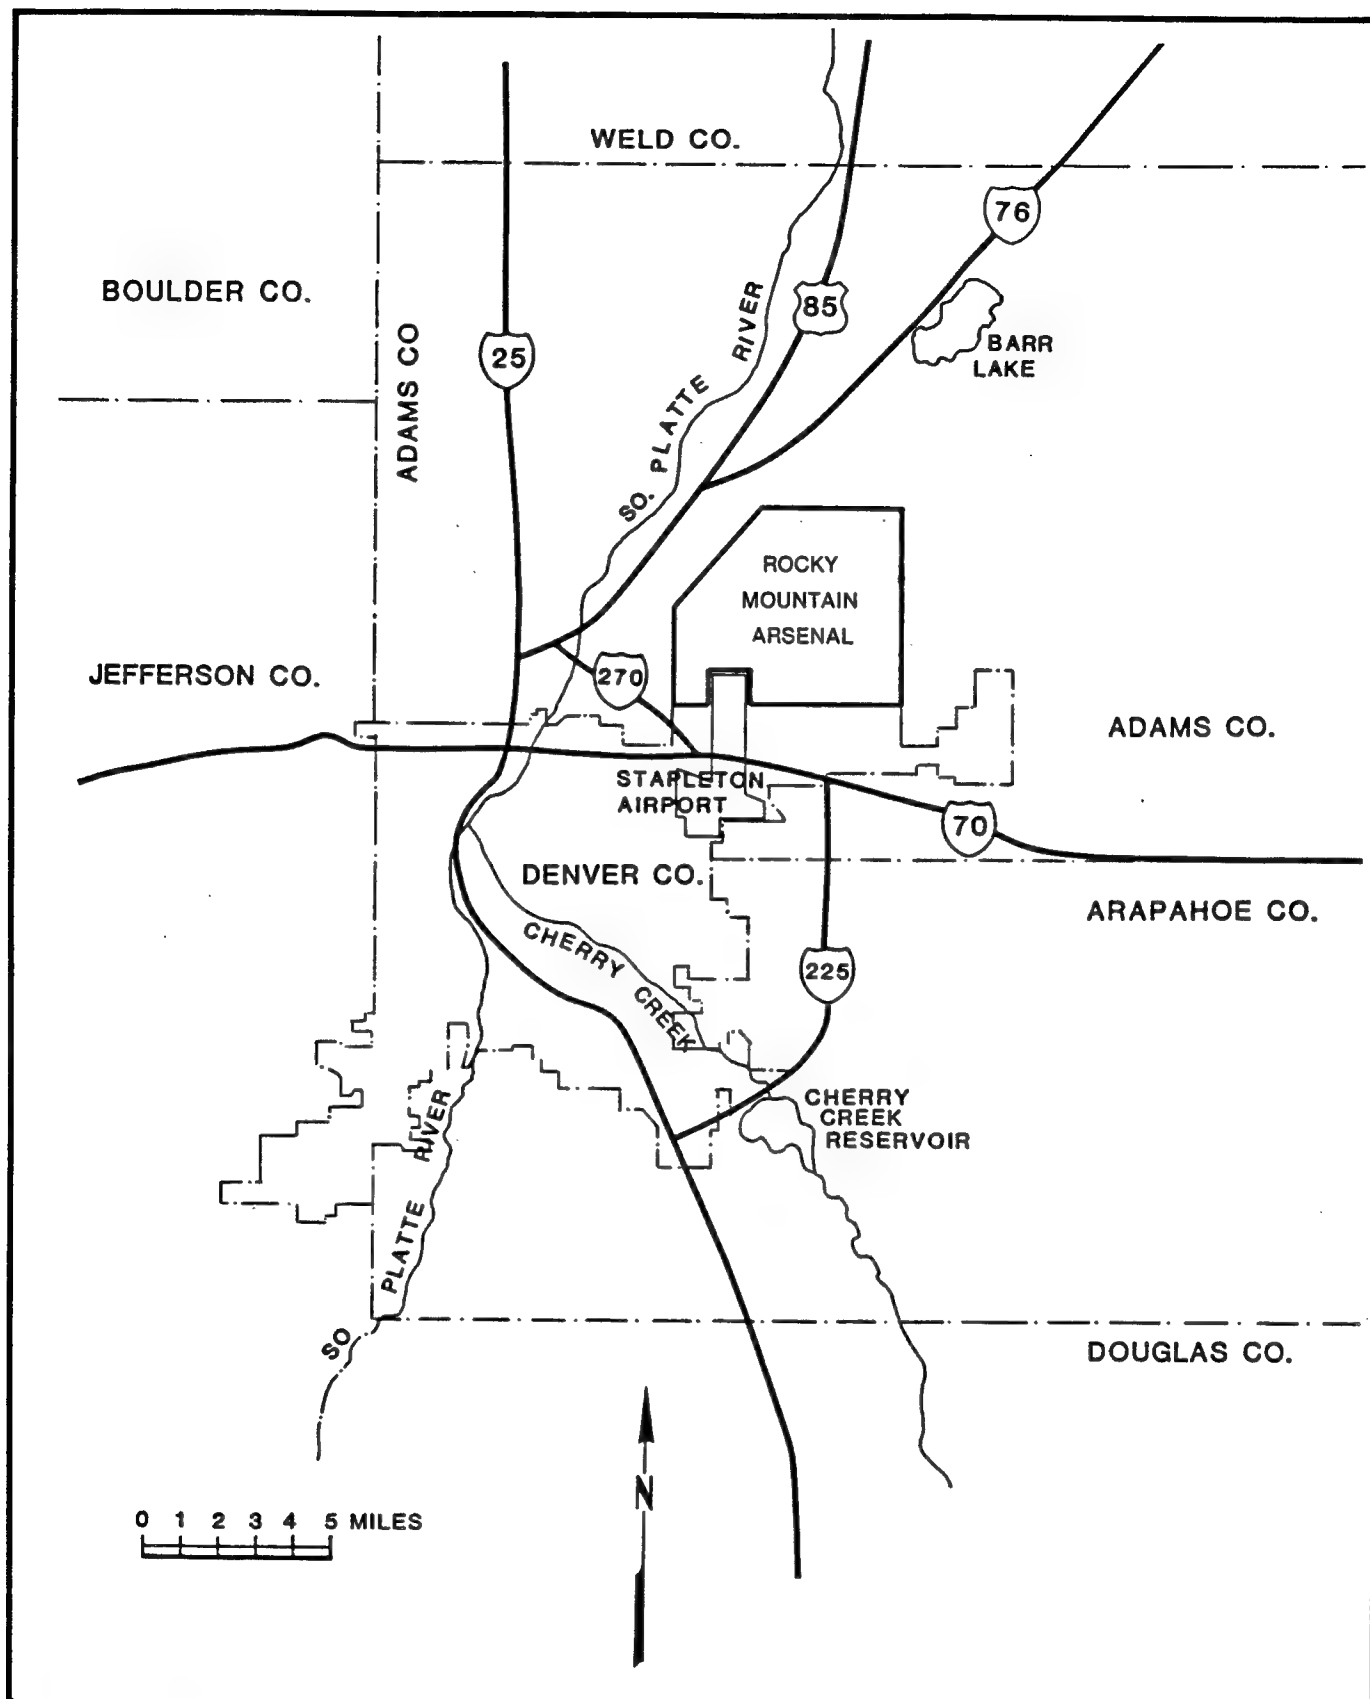 WELD CO.
76
BOULDER CO.
85
SO. PLATTE RIVER
25
ADAMS CO
BARR
LAKE
ROCKY
MOUNTAIN
ARSENAL
JEFFERSON CO.
270
ADAMS CO.
STAPLETON
AIRPORT
70
DENVER CO.
ARAPAHOE CO.
CHERRY CREEK
225
CHERRY
CREEK
RESERVOIR
SO PLATTE RIVER
DOUGLAS CO.
N
0 1 2 3 4 5 MILES